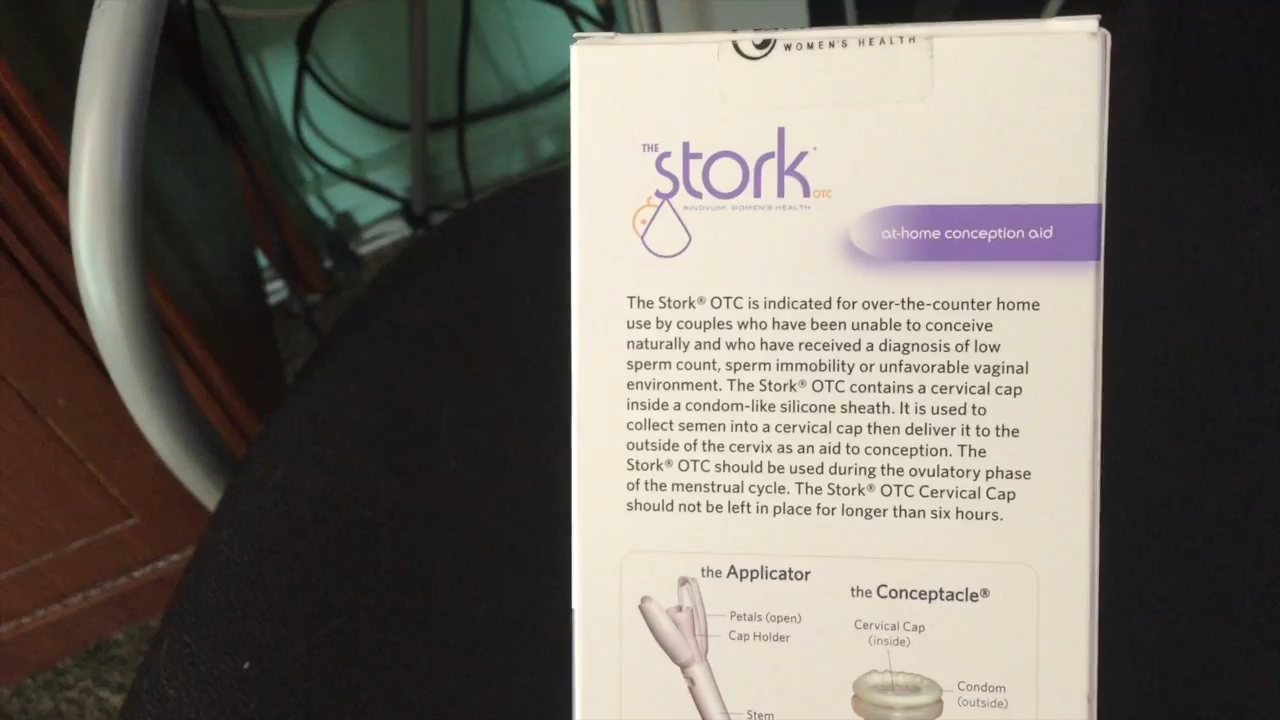 WOMEN'S HEALTH
THE stork OTC
RINOVUM WOMEN'S HEALTH
at-home conception aid
The Stork® OTC is indicated for over-the-counter home
use by couples who have been unable to conceive
naturally and who have received a diagnosis of low
sperm count, sperm immobility or unfavorable vaginal
environment. The Stork® OTC contains a cervical cap
inside a condom-like silicone sheath. It is used to
collect semen into a cervical cap then deliver it to the
outside of the cervix as an aid to conception. The
Stork® OTC should be used during the ovulatory phase
of the menstrual cycle. The Stork® OTC Cervical Cap
should not be left in place for longer than six hours.
the Applicator
Petals (open)
Cap Holder
Stem
the Conceptacle®
Cervical Cap
(inside)
Condom
(outside)